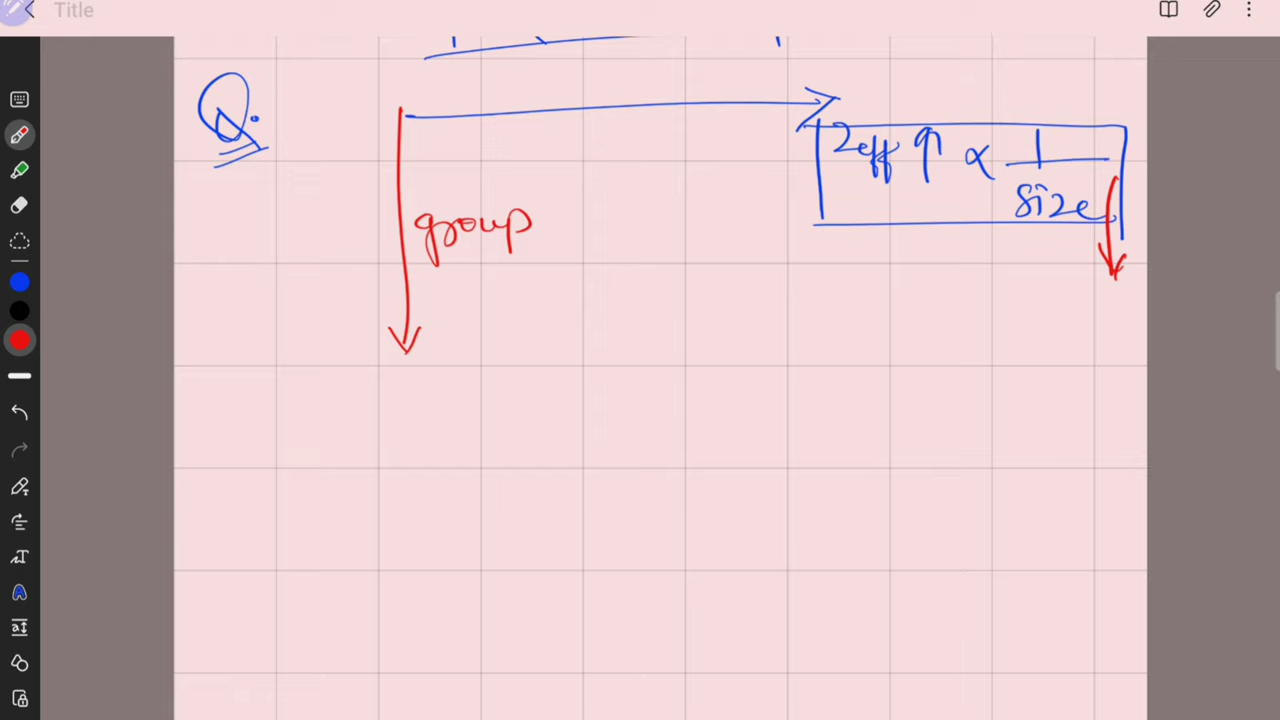 Title
Q.
Zeff ↑ ∝ 1
size
group